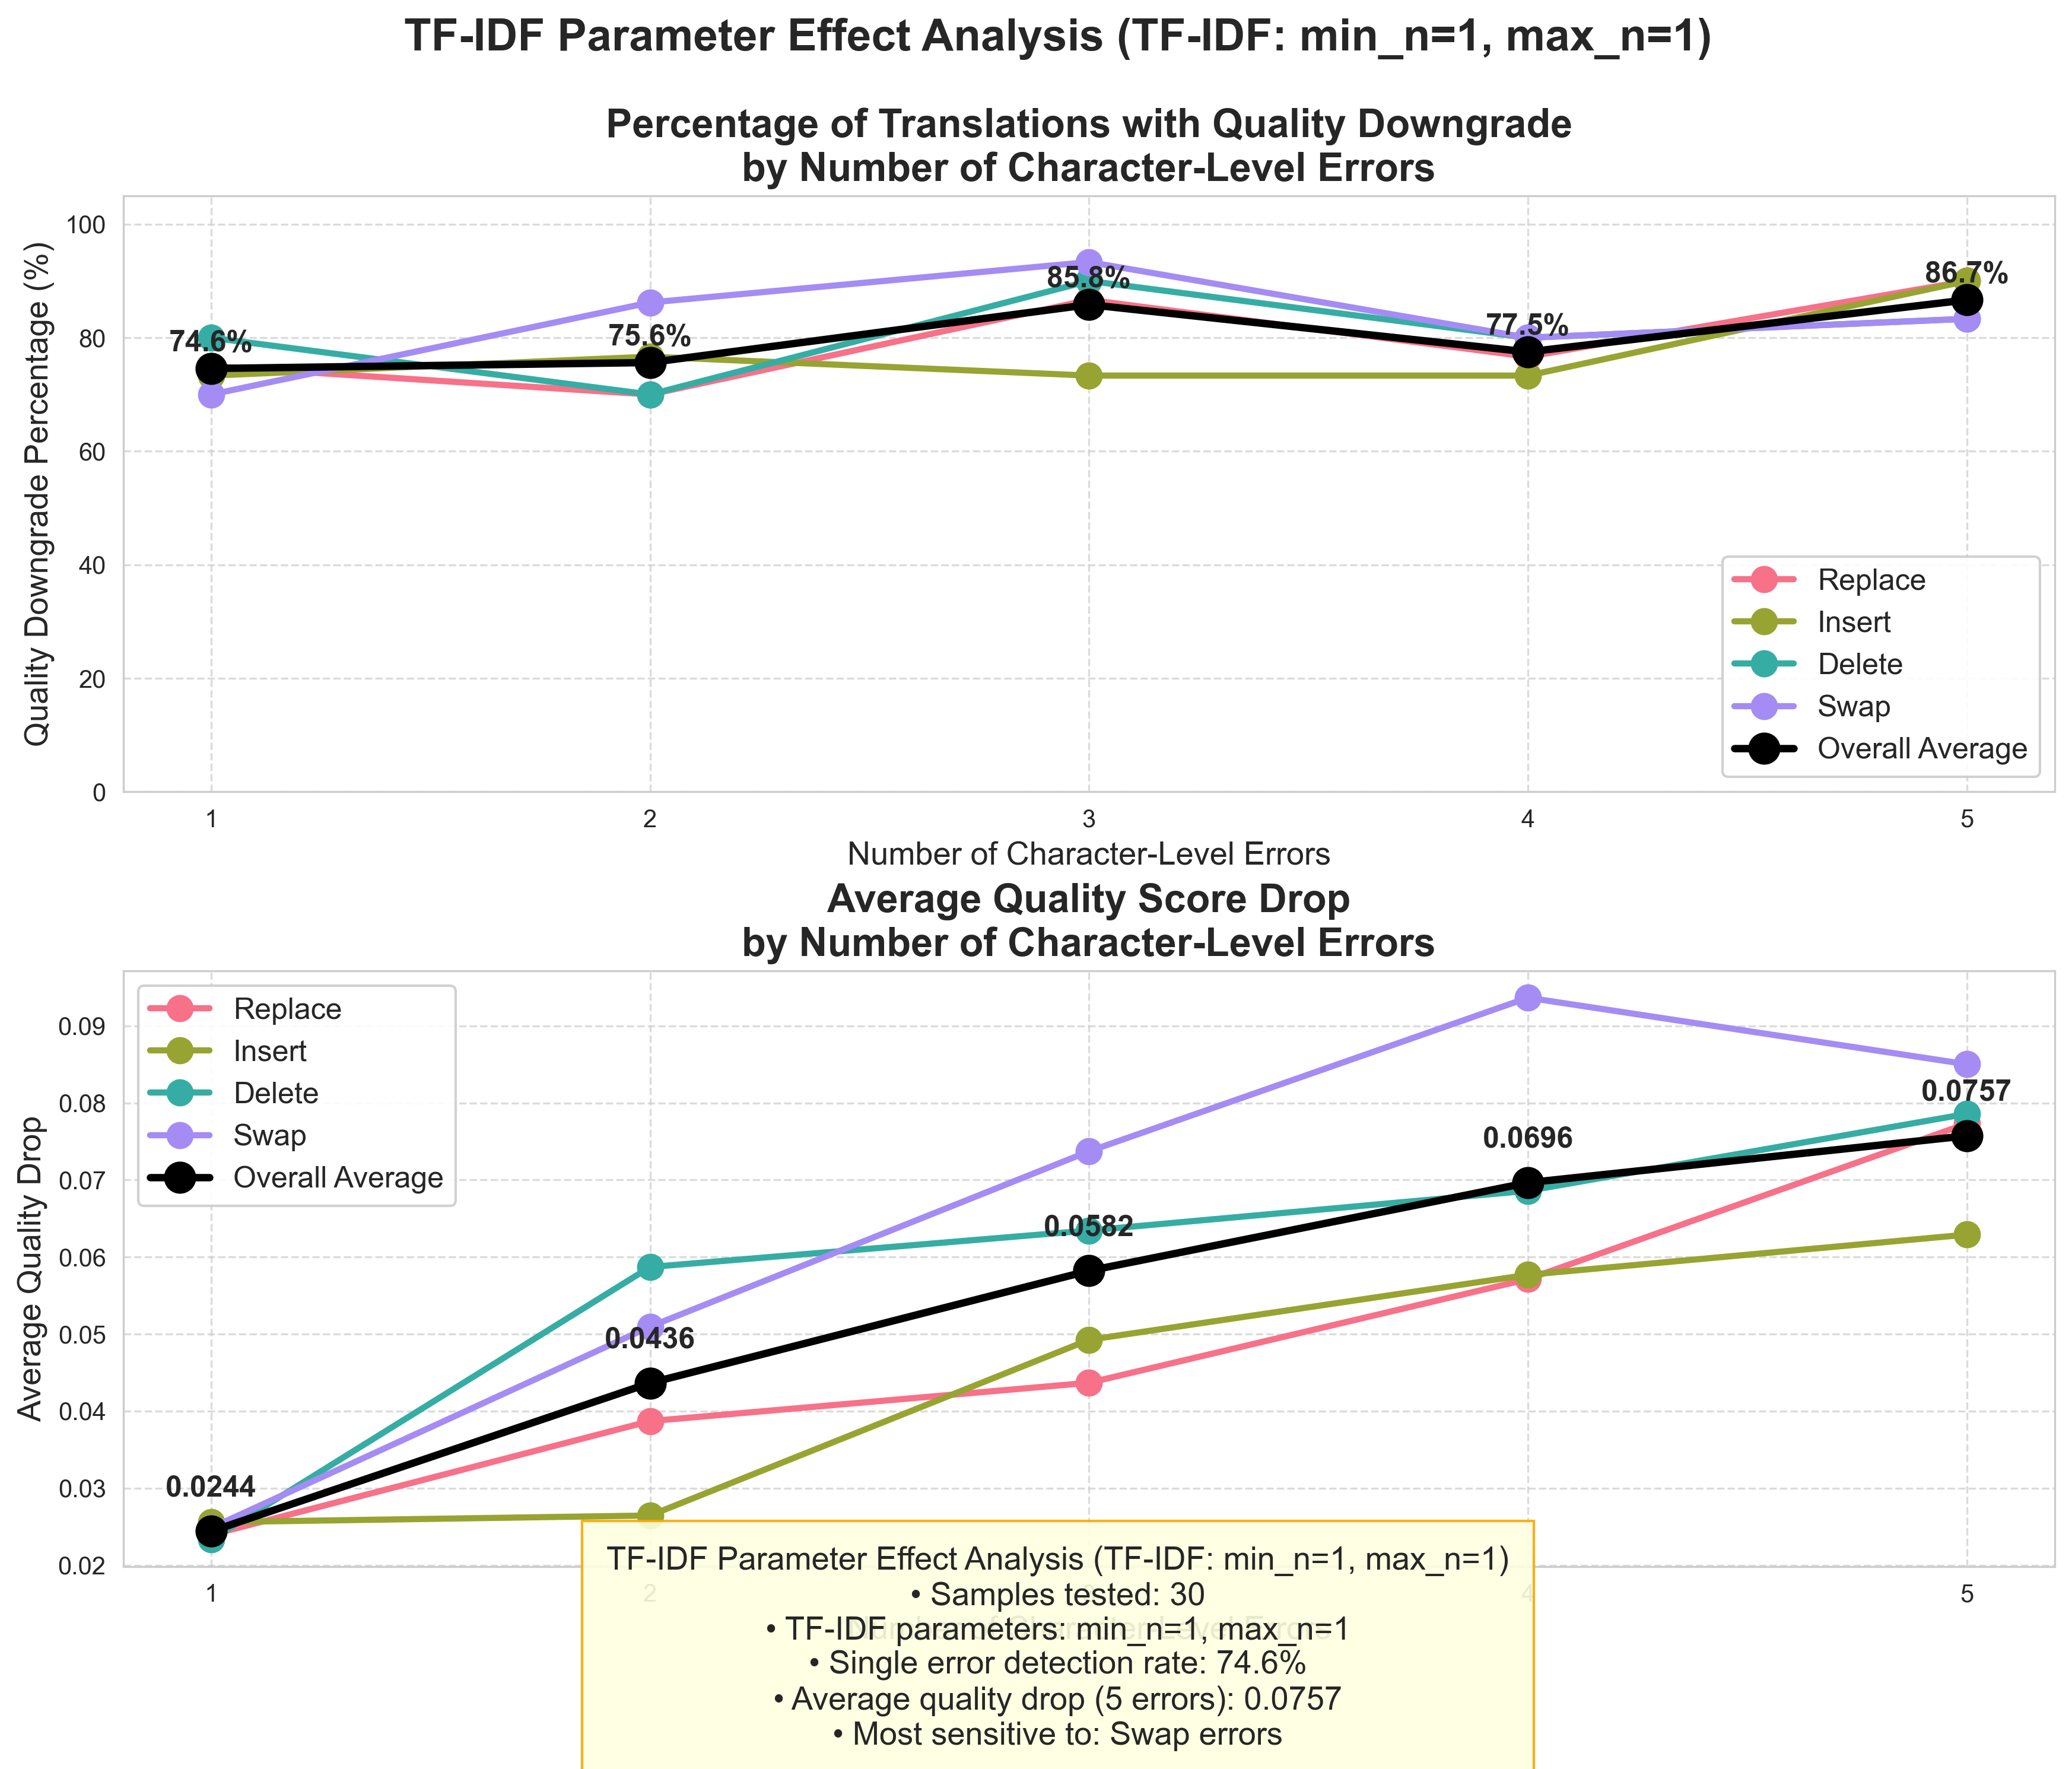 TF-IDF Parameter Effect Analysis (TF-IDF: min_n=1, max_n=1)
Percentage of Translations with Quality Downgrade
by Number of Character-Level Errors
Quality Downgrade Percentage (%)
100
80
60
40
20
0
74.6%
75.6%
85.8%
77.5%
86.7%
Replace
Insert
Delete
Swap
Overall Average
1
2
3
4
5
Number of Character-Level Errors
Average Quality Score Drop
by Number of Character-Level Errors
Average Quality Drop
0.09
0.08
0.07
0.06
0.05
0.04
0.03
0.02
Replace
Insert
Delete
Swap
Overall Average
0.0244
0.0436
0.0582
0.0696
0.0757
1
2
4
5
Number of Character-Level Errors
TF-IDF Parameter Effect Analysis (TF-IDF: min_n=1, max_n=1)
• Samples tested: 30
• TF-IDF parameters: min_n=1, max_n=1
• Single error detection rate: 74.6%
• Average quality drop (5 errors): 0.0757
• Most sensitive to: Swap errors